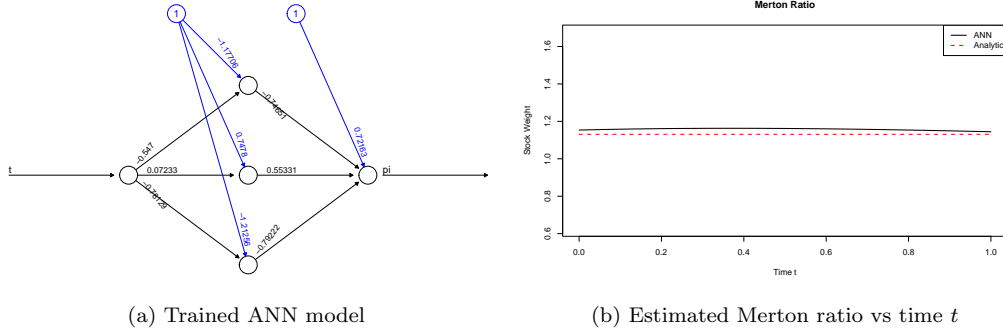 1
1
−1.17706
−0.74651
0.7478
0.72163
−0.547
t
0.07233
0.55331
pi
−0.78129
−1.21256
−0.79222
(a) Trained ANN model
Merton Ratio
ANN
Analytic
Stock Weight
1.6
1.4
1.2
1.0
0.8
0.6
0.0
0.2
0.4
0.6
0.8
1.0
Time t
(b) Estimated Merton ratio vs time t